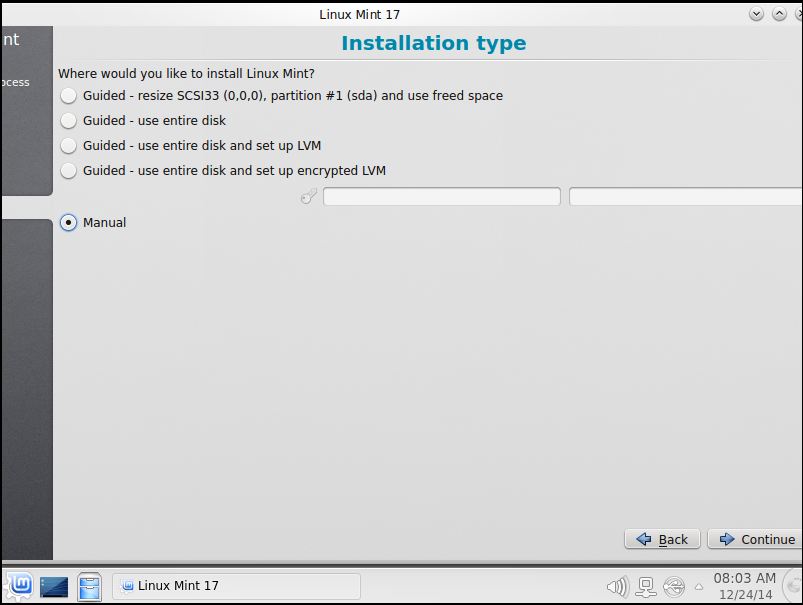 Linux Mint 17
nt
ocess
Installation type
Where would you like to install Linux Mint?
Guided - resize SCSI33 (0,0,0), partition #1 (sda) and use freed space
Guided - use entire disk
Guided - use entire disk and set up LVM
Guided - use entire disk and set up encrypted LVM
Manual
Back
Continue
Linux Mint 17
08:03 AM
12/24/14